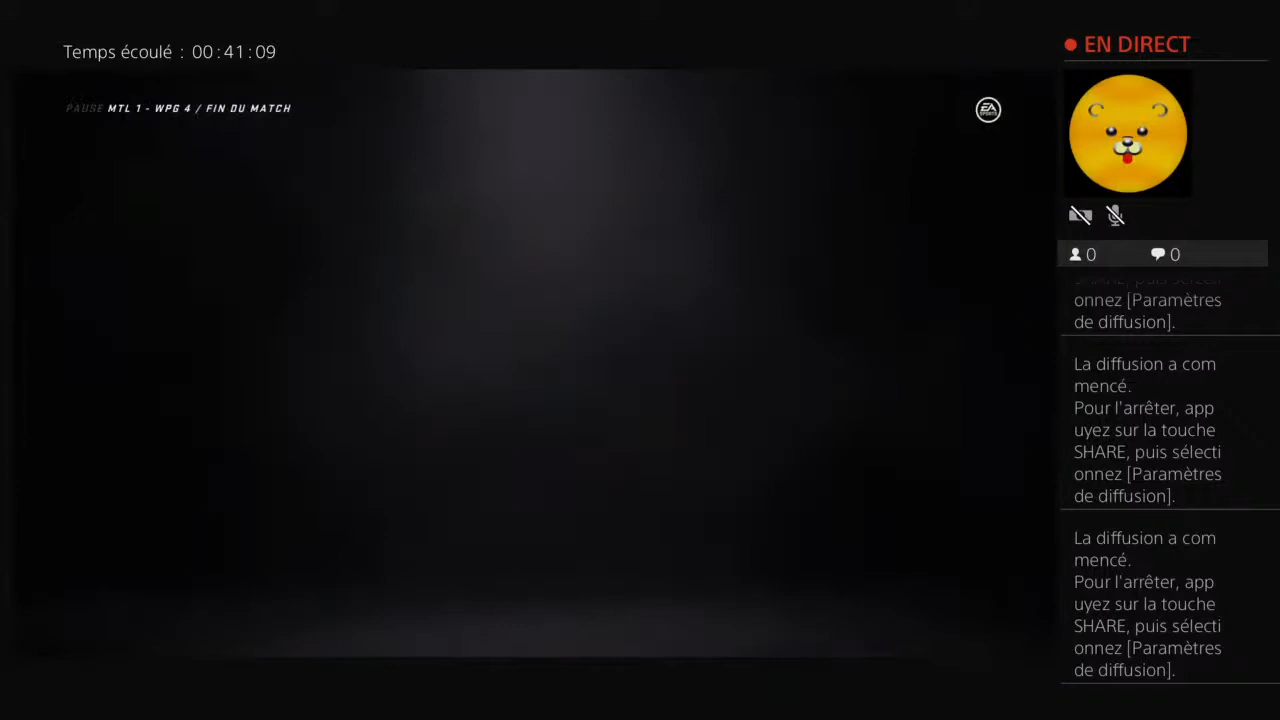 Temps écoulé : 00:41:09
EN DIRECT
PAUSE MTL 1 - WPG 4 / FIN DU MATCH
EA
SPORTS
0 0
onnez [Paramètres
de diffusion].
La diffusion a com
mencé.
Pour l'arrêter, app
uyez sur la touche
SHARE, puis sélecti
onnez [Paramètres
de diffusion].
La diffusion a com
mencé.
Pour l'arrêter, app
uyez sur la touche
SHARE, puis sélecti
onnez [Paramètres
de diffusion].